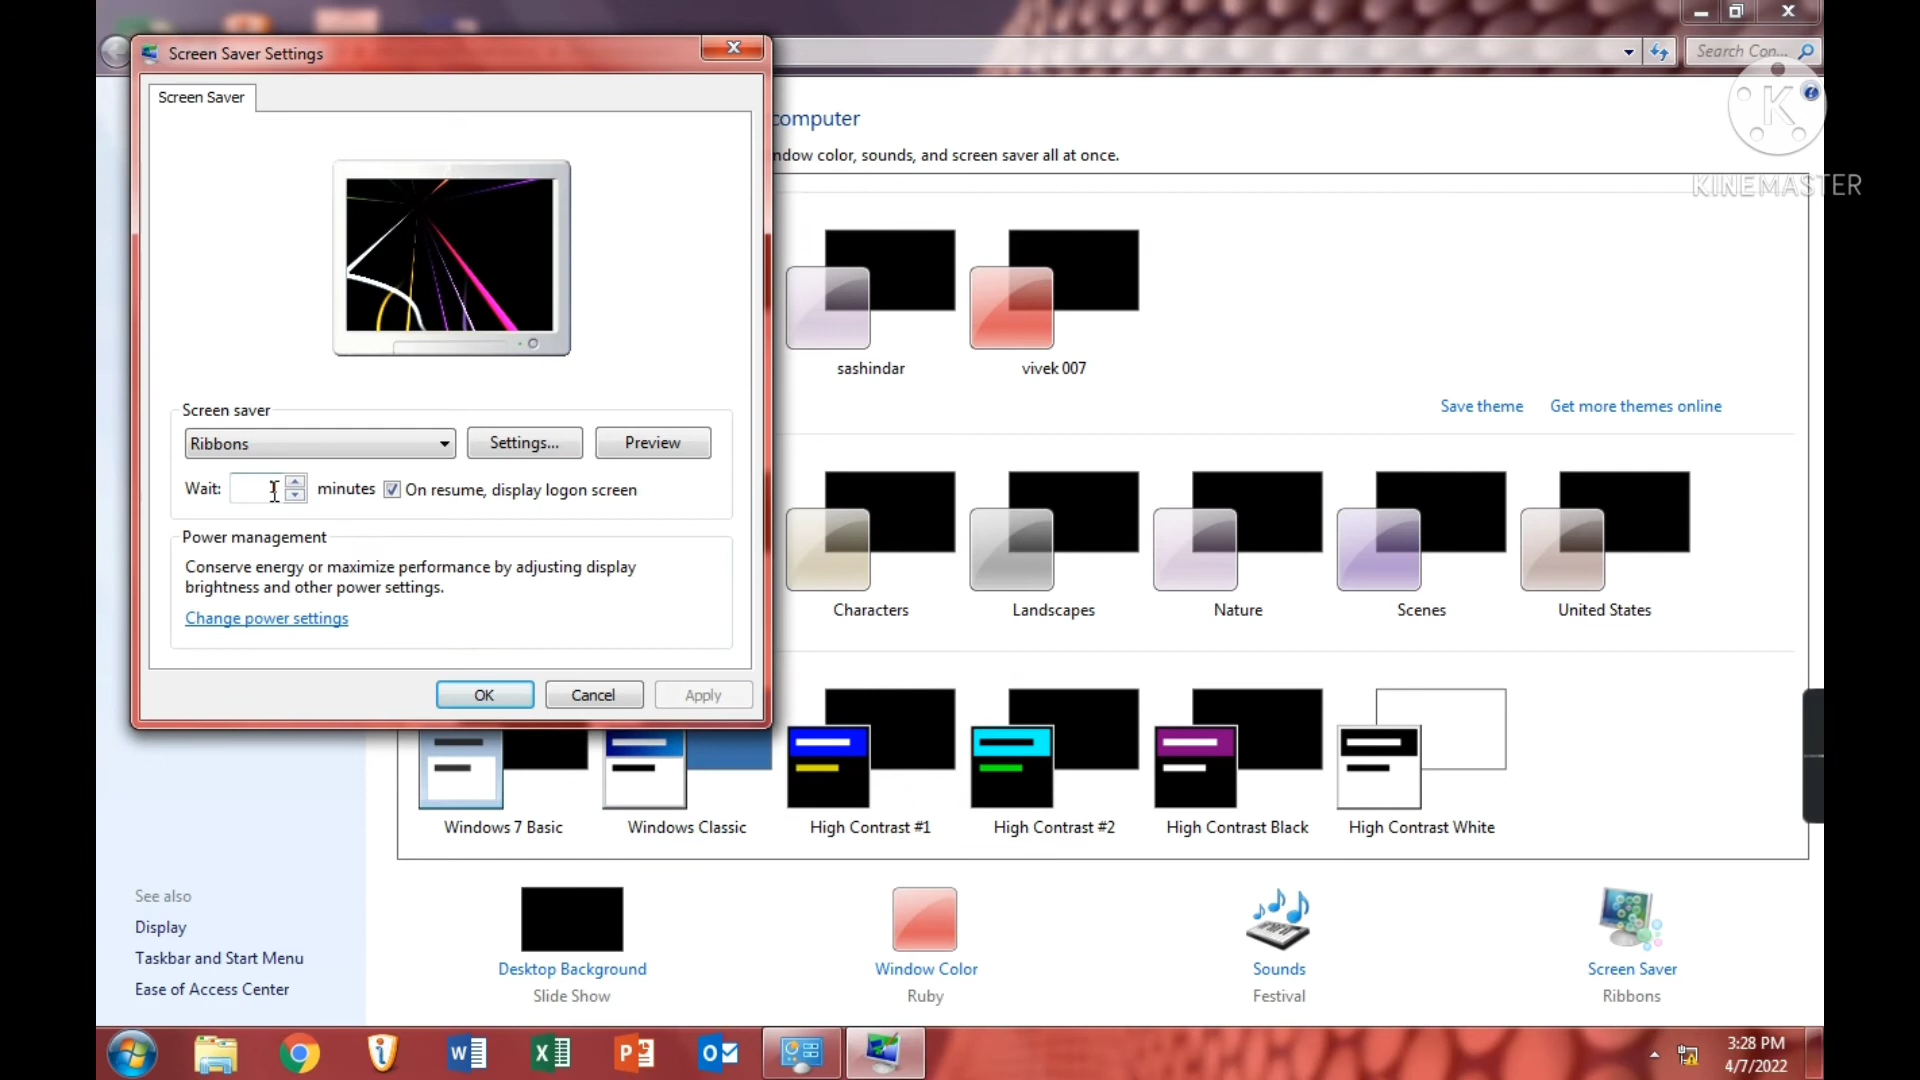 Screen Saver Settings
Search Con...
Screen Saver
K
computer
ndow color, sounds, and screen saver all at once.
KINEMASTER
sashindar
vivek 007
Save theme
Get more themes online
Screen saver
Ribbons
Settings...
Preview
Wait:
minutes
On resume, display logon screen
Power management
Conserve energy or maximize performance by adjusting display
brightness and other power settings.
Change power settings
Characters
Landscapes
Nature
Scenes
United States
OK
Cancel
Apply
Windows 7 Basic
Windows Classic
High Contrast #1
High Contrast #2
High Contrast Black
High Contrast White
See also
Display
Taskbar and Start Menu
Ease of Access Center
Desktop Background
Slide Show
Window Color
Ruby
Sounds
Festival
Screen Saver
Ribbons
3:28 PM
4/7/2022